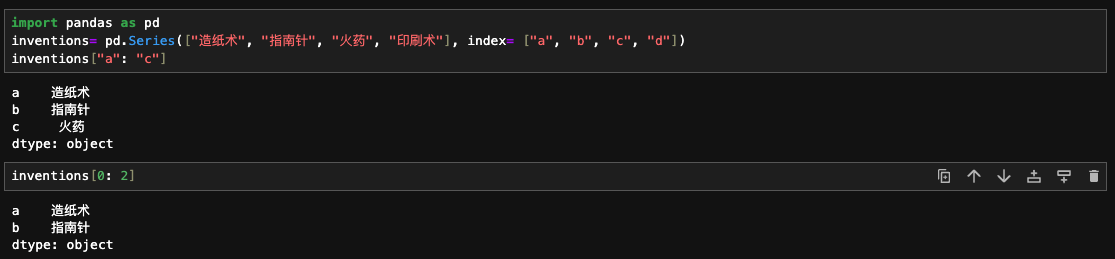 import pandas as pd
inventions= pd.Series(["造纸术", "指南针", "火药", "印刷术"], index= ["a", "b", "c", "d"])
inventions["a": "c"]
a    造纸术
b    指南针
c     火药
dtype: object
inventions[0: 2]
a    造纸术
b    指南针
dtype: object